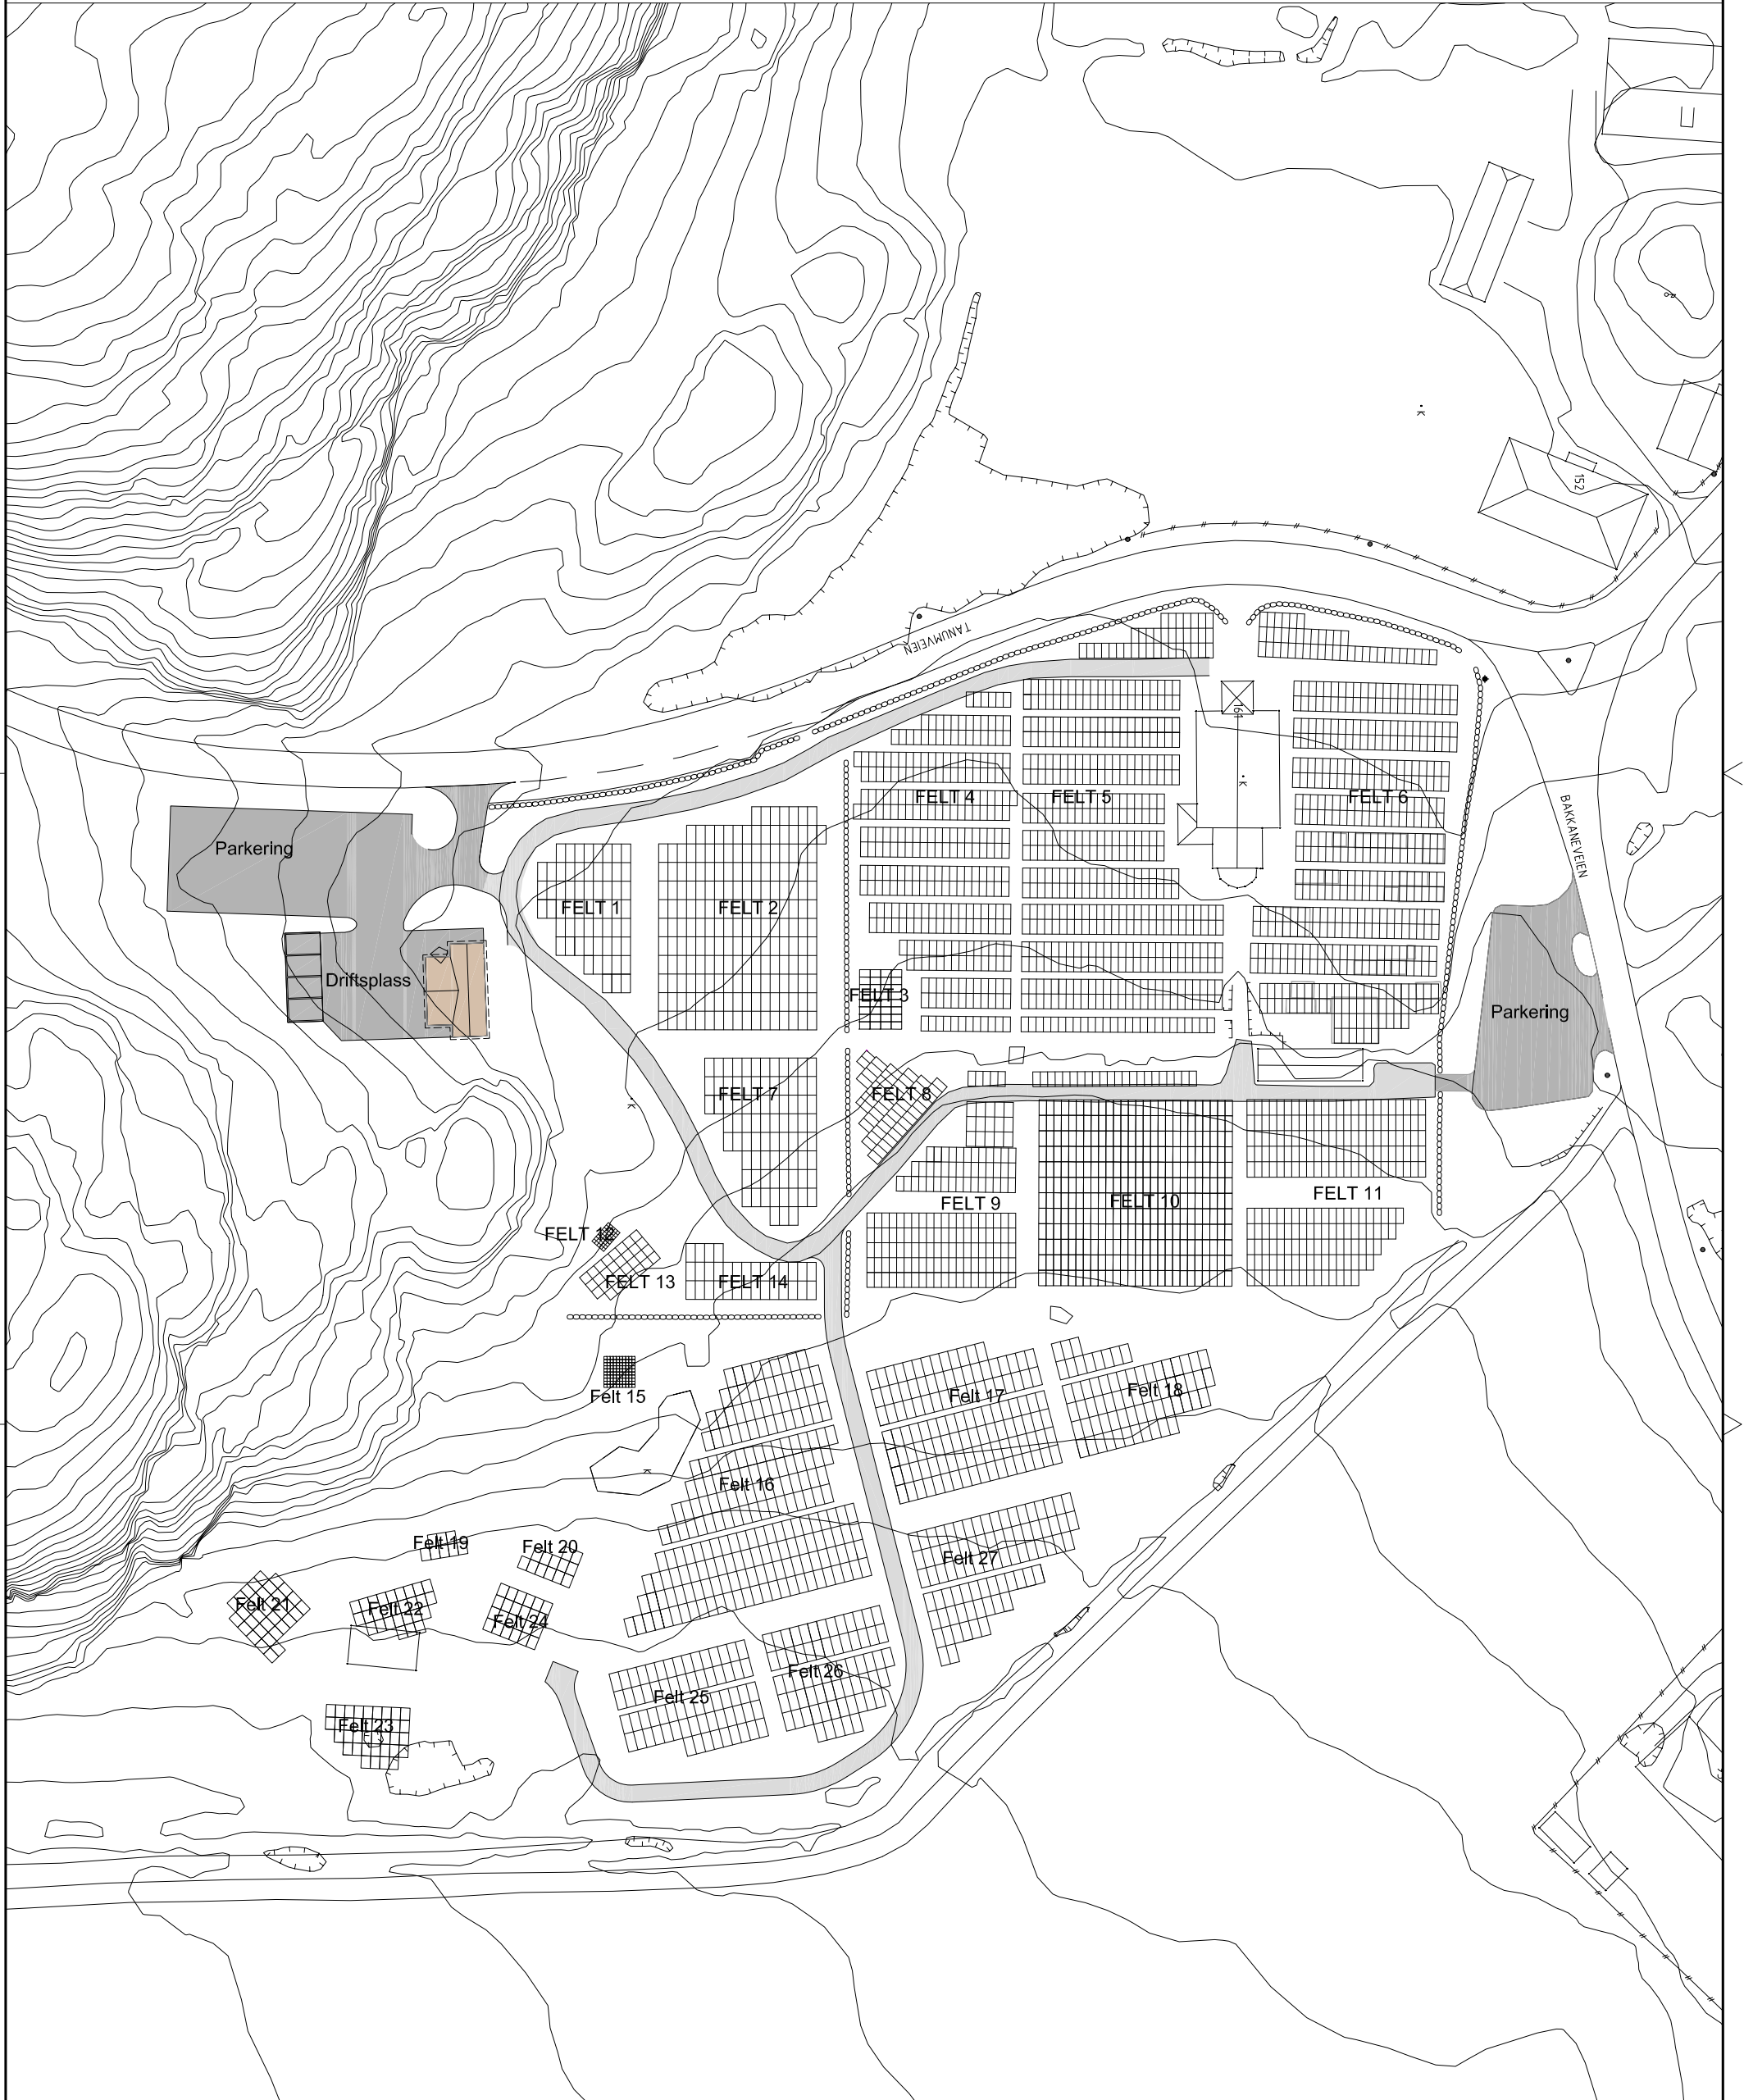 152
TANUMVEIEN
161
FELT 4
FELT 5
FELT 6
BAKKANEVEIEN
Parkering
FELT 1
FELT 2
Driftsplass
FELT 3
Parkering
FELT 7
FELT 8
FELT 9
FELT 10
FELT 11
FELT 12
FELT 13
FELT 14
Felt 15
Felt 17
Felt 18
Felt 16
Felt 19
Felt 20
Felt 27
Felt 21
Felt 22
Felt 24
Felt 26
Felt 25
Felt 23